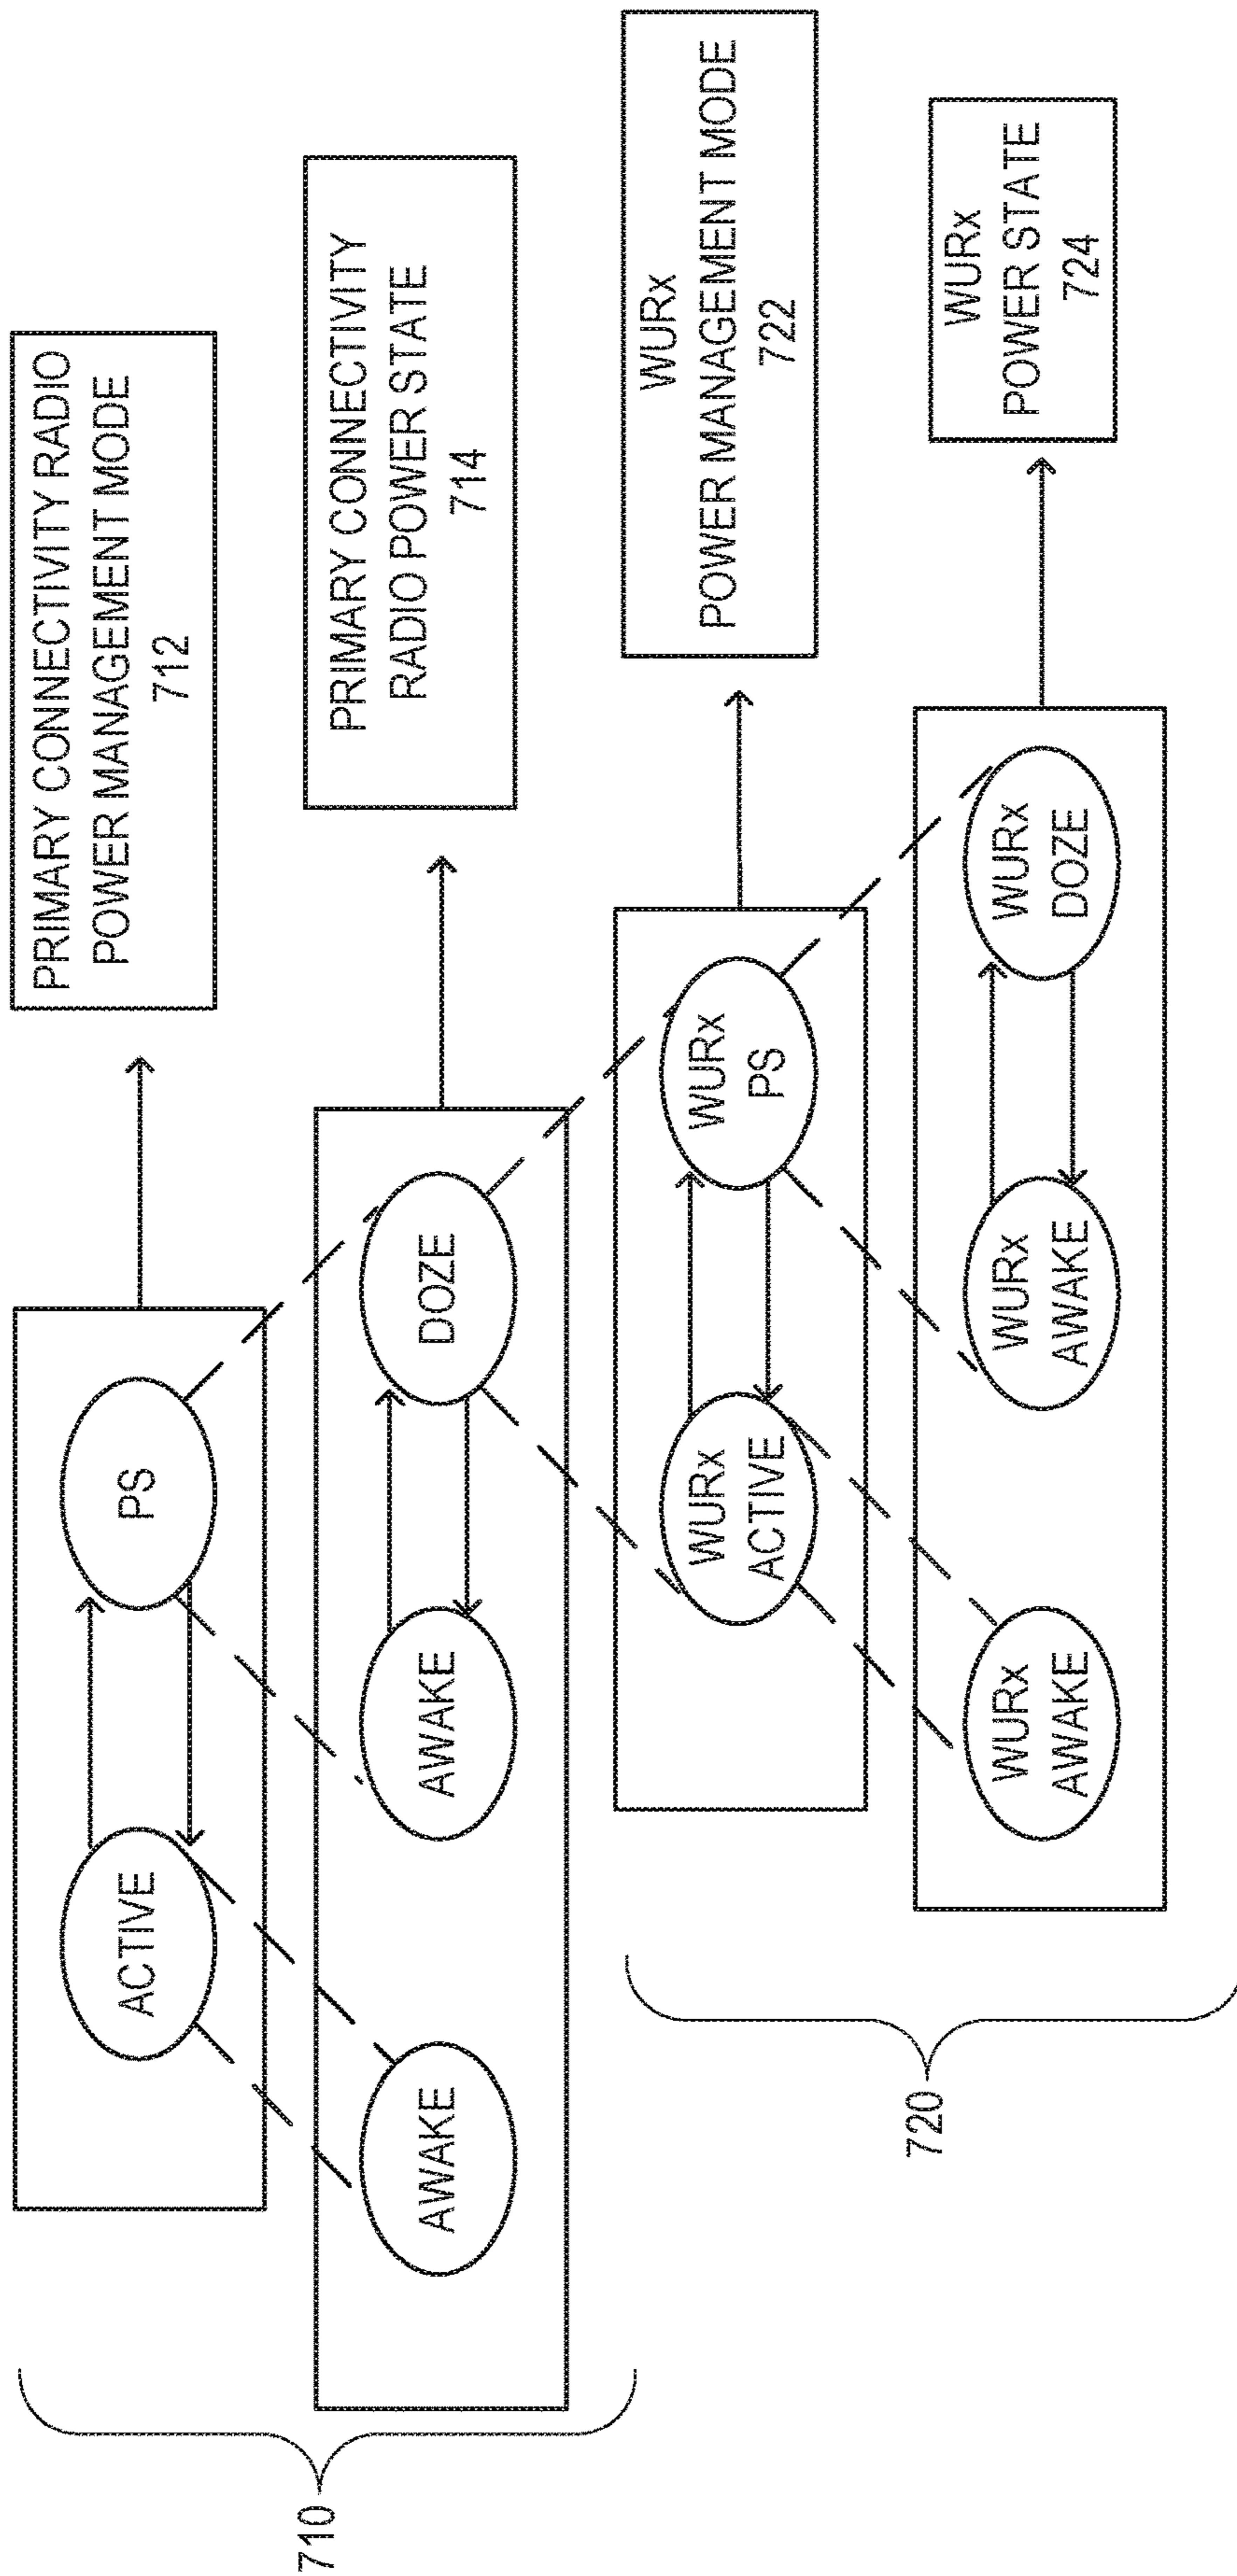 710
ACTIVE
PS
PRIMARY CONNECTIVITY RADIO
POWER MANAGEMENT MODE
712
AWAKE
AWAKE
DOZE
PRIMARY CONNECTIVITY
RADIO POWER STATE
714
720
WURx
ACTIVE
WURx
PS
WURx
POWER MANAGEMENT MODE
722
WURx
AWAKE
WURx
AWAKE
WURx
DOZE
WURx
POWER STATE
724